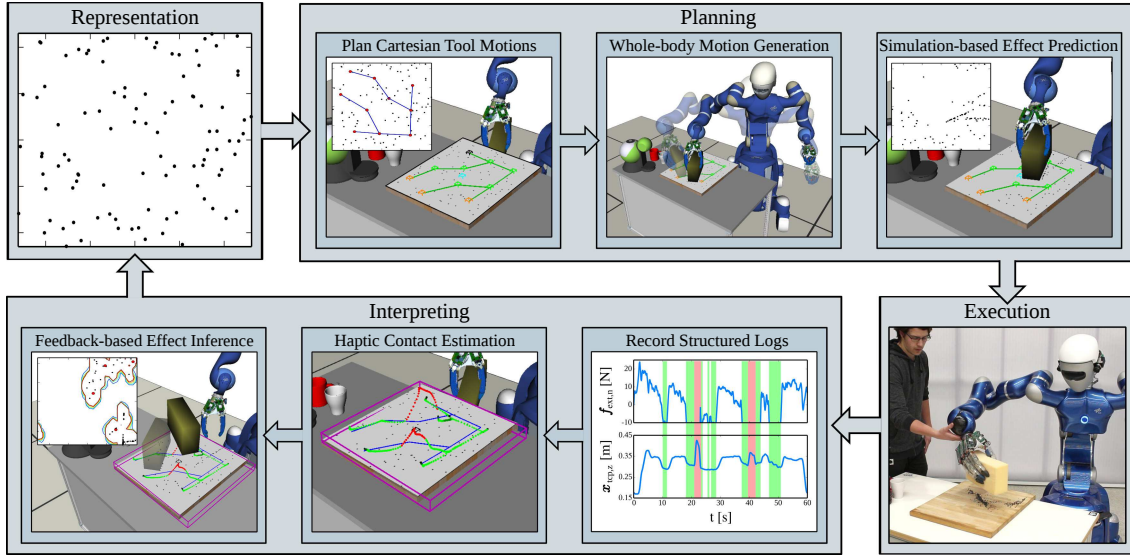 Representation
Planning
Plan Cartesian Tool Motions
Whole-body Motion Generation
Simulation-based Effect Prediction
Interpreting
Execution
Feedback-based Effect Inference
Haptic Contact Estimation
Record Structured Logs
20
10
0
-10
f_ext,n [N]
0.45
0.35
0.25
0.15
x_tcp,z [m]
0 10 20 30 40 50 60
t [s]